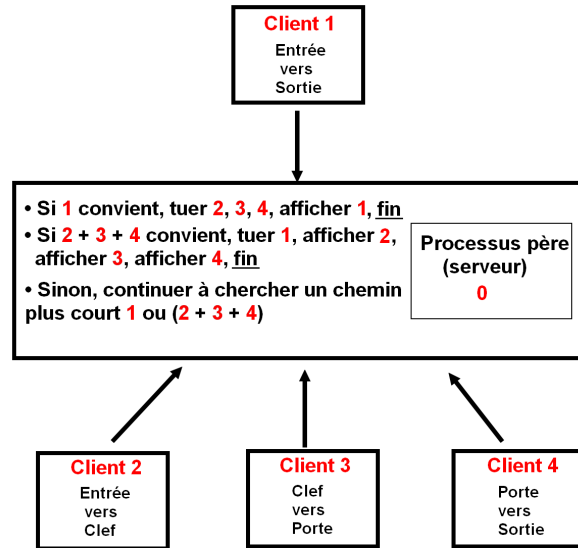 Client 1
Entrée
vers
Sortie
• Si 1 convient, tuer 2, 3, 4, afficher 1, fin
• Si 2 + 3 + 4 convient, tuer 1, afficher 2,
afficher 3, afficher 4, fin
• Sinon, continuer à chercher un chemin
plus court 1 ou (2 + 3 + 4)
Processus père
(serveur)
0
Client 2
Entrée
vers
Clef
Client 3
Clef
vers
Porte
Client 4
Porte
vers
Sortie